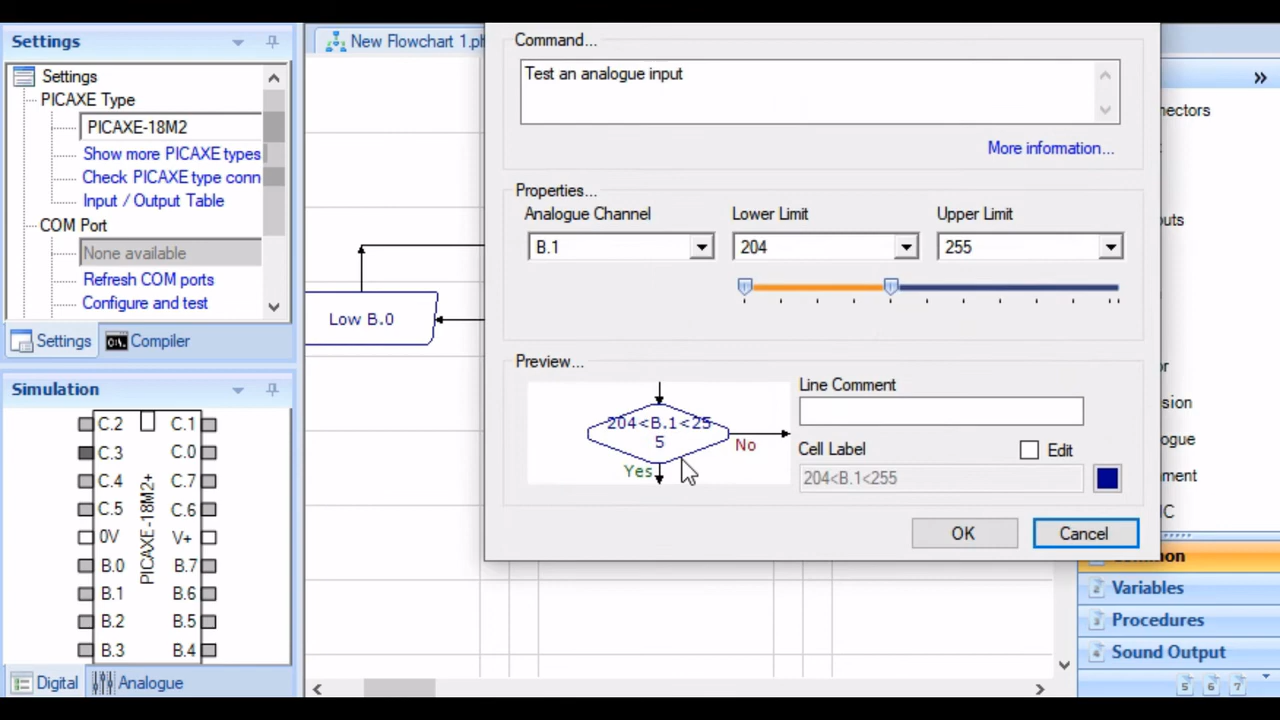 Settings
Settings
PICAXE Type
PICAXE-18M2
Show more PICAXE types
Check PICAXE type conn
Input / Output Table
COM Port
None available
Refresh COM ports
Configure and test
Settings
Compiler
Simulation
C.2
C.1
C.3
C.0
C.4
C.7
C.5
C.6
0V
V+
B.0
B.7
B.1
B.6
B.2
B.5
B.3
B.4
PICAXE-18M2+
Digital
Analogue
New Flowchart 1.pl
Low B.0
Command...
Test an analogue input
More information...
Properties...
Analogue Channel
Lower Limit
Upper Limit
B.1
204
255
Preview...
204<B.1<25
5
No
Yes
Line Comment
Cell Label
Edit
204<B.1<255
OK
Cancel
Variables
Procedures
Sound Output
5
6
7